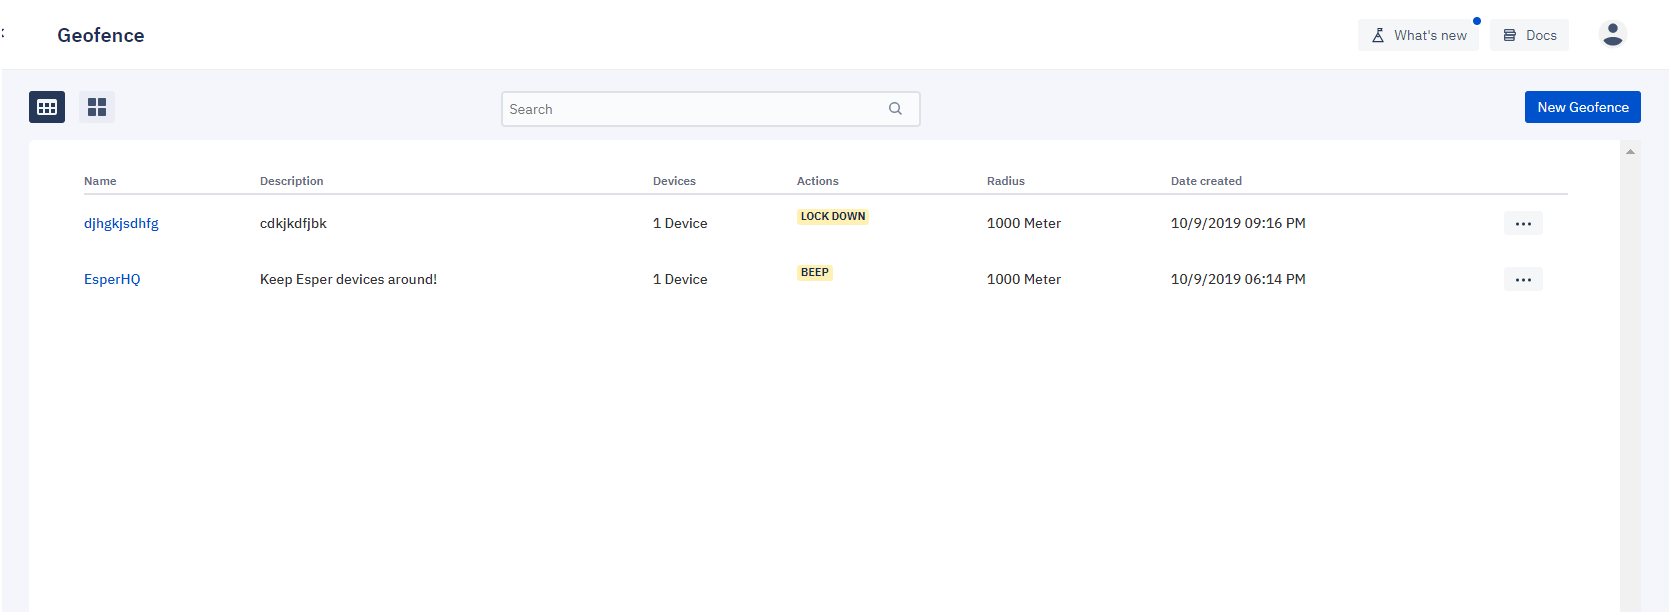 Geofence
What's new
Docs
Search
New Geofence
Name Description Devices Actions Radius Date created
djhgkjsdhfg cdkjkdfjbk 1 Device LOCK DOWN 1000 Meter 10/9/2019 09:16 PM
EsperHQ Keep Esper devices around! 1 Device BEEP 1000 Meter 10/9/2019 06:14 PM